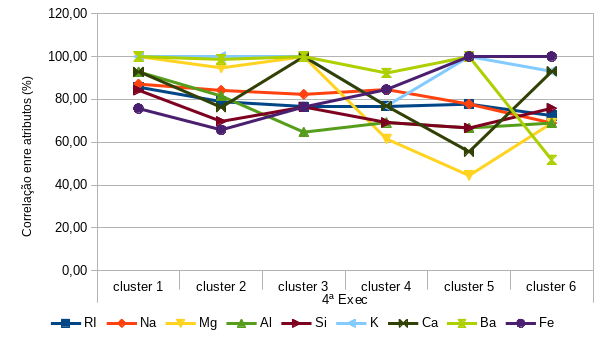 120,00
100,00
80,00
60,00
40,00
20,00
0,00
Correlação enre atributos (%)
cluster 1 cluster 2 cluster 3 cluster 4 cluster 5 cluster 6
4ª Exec
RI Na Mg Al Si K Ca Ba Fe